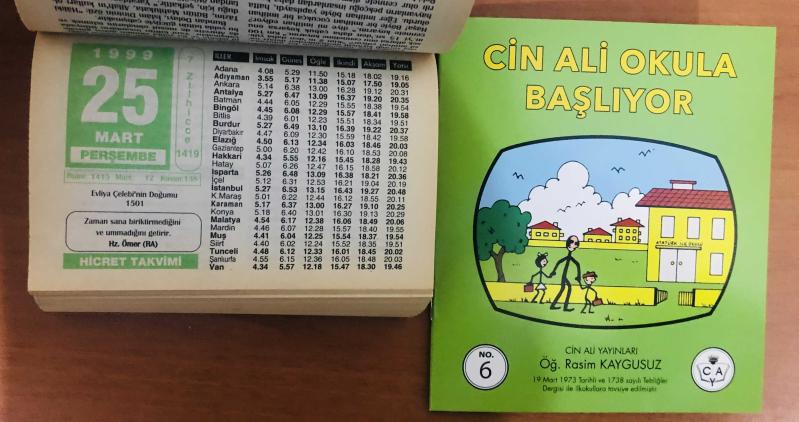 1999
25
MART
PERŞEMBE
7 Zilhicce 1419
Evliya Çelebi'nin Doğumu
1501
Zaman sana biriktirmediğini
ve ummadığını getirir.
Hz. Ömer (RA)
HİCRET TAKVİMİ
İLLER İmsak Güneş Öğle İkindi Akşam Yatsı
Adana 4.08 5.29 11.50 15.18 18.02 19.16
Adıyaman 3.55 5.17 11.38 15.07 17.50 19.05
Ankara 5.14 6.38 13.00 16.28 19.12 20.31
Antalya 5.27 6.47 13.09 16.37 19.20 20.35
Batman 4.44 6.05 12.29 15.55 18.38 19.54
Bingöl 4.45 6.08 12.29 15.57 18.41 19.58
Bitlis 4.39 6.01 12.23 15.51 18.34 19.51
Burdur 5.27 6.49 13.10 16.39 19.22 20.37
Diyarbakır 4.47 6.09 12.30 15.59 18.42 19.58
Elazığ 4.50 6.13 12.34 16.03 18.46 20.03
Gaziantep 5.00 6.20 12.42 16.10 18.53 20.08
Hakkari 4.34 5.55 12.16 15.45 18.28 19.43
Hatay 5.07 6.26 12.47 16.15 18.58 20.12
Isparta 5.26 6.48 13.09 16.38 18.21 20.36
İçel 5.12 6.31 12.53 16.21 19.04 20.19
İstanbul 5.27 6.53 13.15 16.43 19.27 20.48
K.Maraş 5.01 6.22 12.44 16.12 18.55 20.11
Karaman 5.17 6.37 13.00 16.27 19.10 20.25
Konya 5.18 6.40 13.01 16.30 19.13 20.29
Malatya 4.54 6.17 12.38 16.06 18.49 20.06
Mardin 4.46 6.07 12.28 15.57 18.40 19.55
Muş 4.41 6.04 12.25 15.54 18.37 19.54
Siirt 4.40 6.02 12.24 15.52 18.35 19.51
Tunceli 4.48 6.12 12.33 16.01 18.45 20.02
Şanlıurfa 4.55 6.15 12.36 16.05 18.48 20.03
Van 4.34 5.57 12.18 15.47 18.30 19.46
CİN ALİ OKULA
BAŞLIYOR
ATATÜRK İLK OKULU
NO.
6
CİN ALİ YAYINLARI
Öğ. Rasim KAYGUSUZ
19 Mart 1973 Tarihli ve 1738 sayılı Tebliğler
Dergisi ile ilkokullara tavsiye edilmiştir.
C A
Y